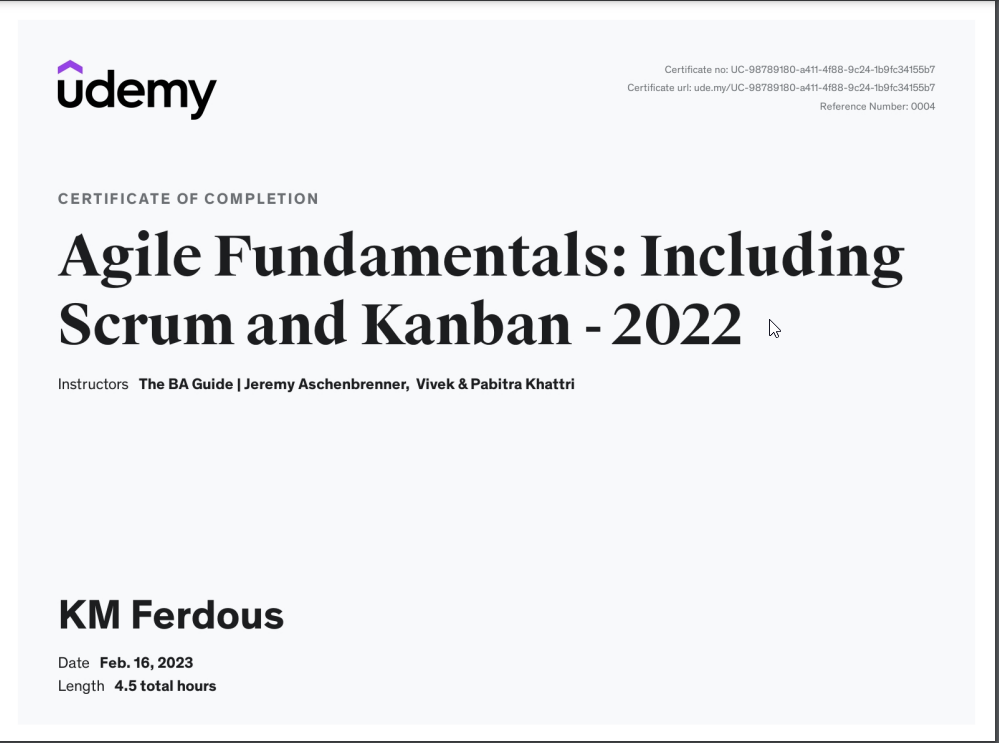 udemy
Certificate no: UC-98789180-a411-4f88-9c24-1b9fc34155b7
Certificate url: ude.my/UC-98789180-a411-4f88-9c24-1b9fc34155b7
Reference Number: 0004
CERTIFICATE OF COMPLETION
Agile Fundamentals: Including
Scrum and Kanban - 2022
Instructors The BA Guide | Jeremy Aschenbrenner, Vivek & Pabitra Khattri
KM Ferdous
Date Feb. 16, 2023
Length 4.5 total hours